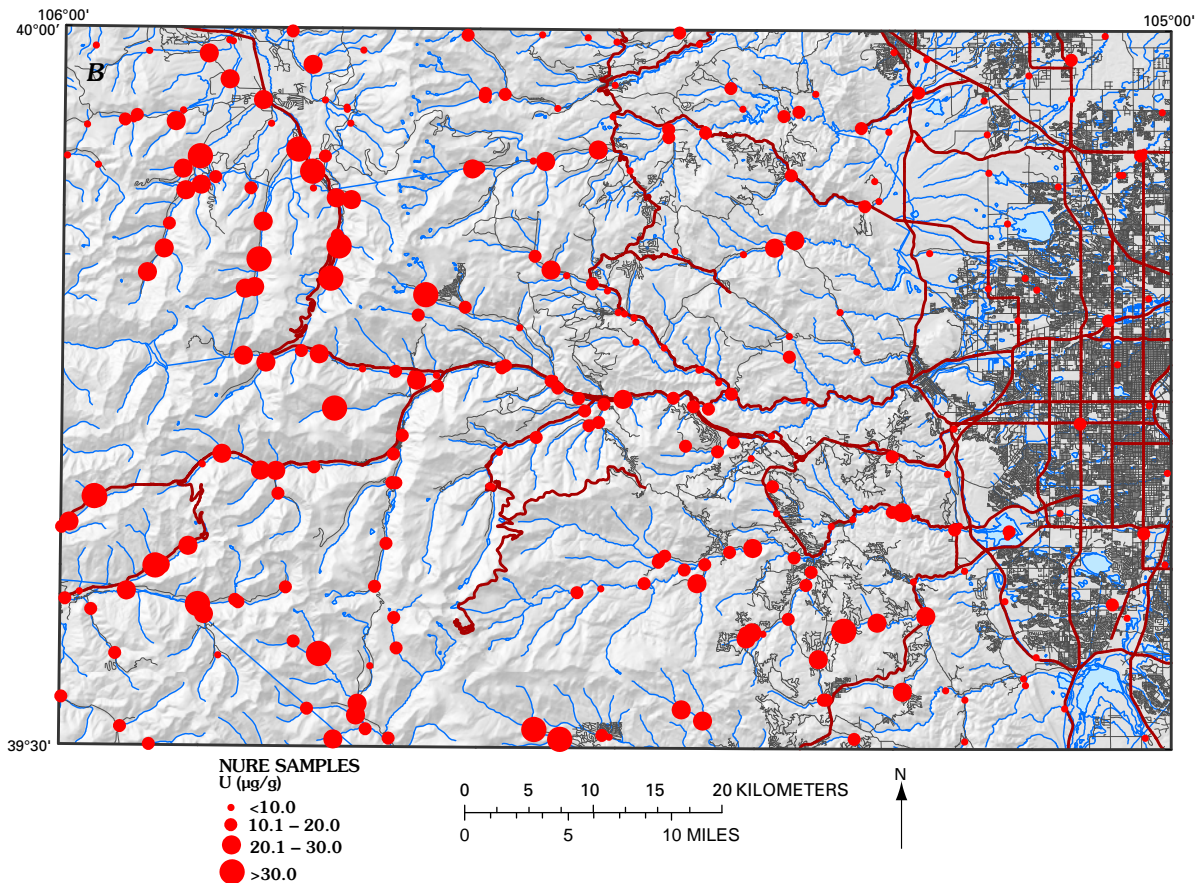 106°00'
105°00'
40°00'
B
39°30'
NURE SAMPLES
U (µg/g)
<10.0
10.1 – 20.0
20.1 – 30.0
>30.0
0 5 10 15 20 KILOMETERS
0 5 10 MILES
N